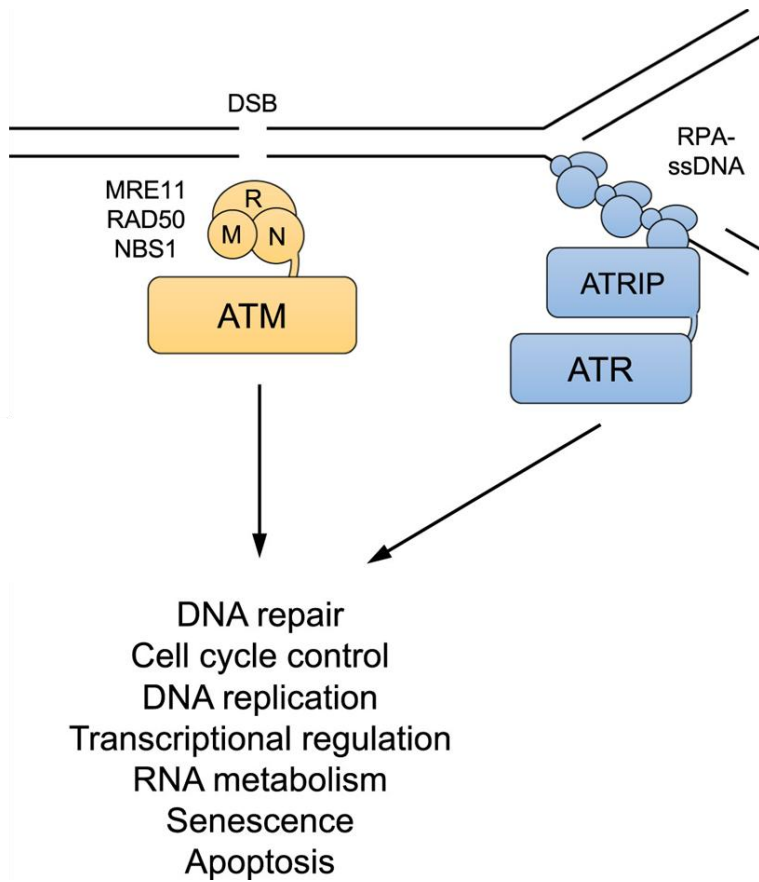 DSB
RPA-
ssDNA
MRE11
RAD50
NBS1
R
M N
ATM
ATRIP
ATR
DNA repair
Cell cycle control
DNA replication
Transcriptional regulation
RNA metabolism
Senescence
Apoptosis